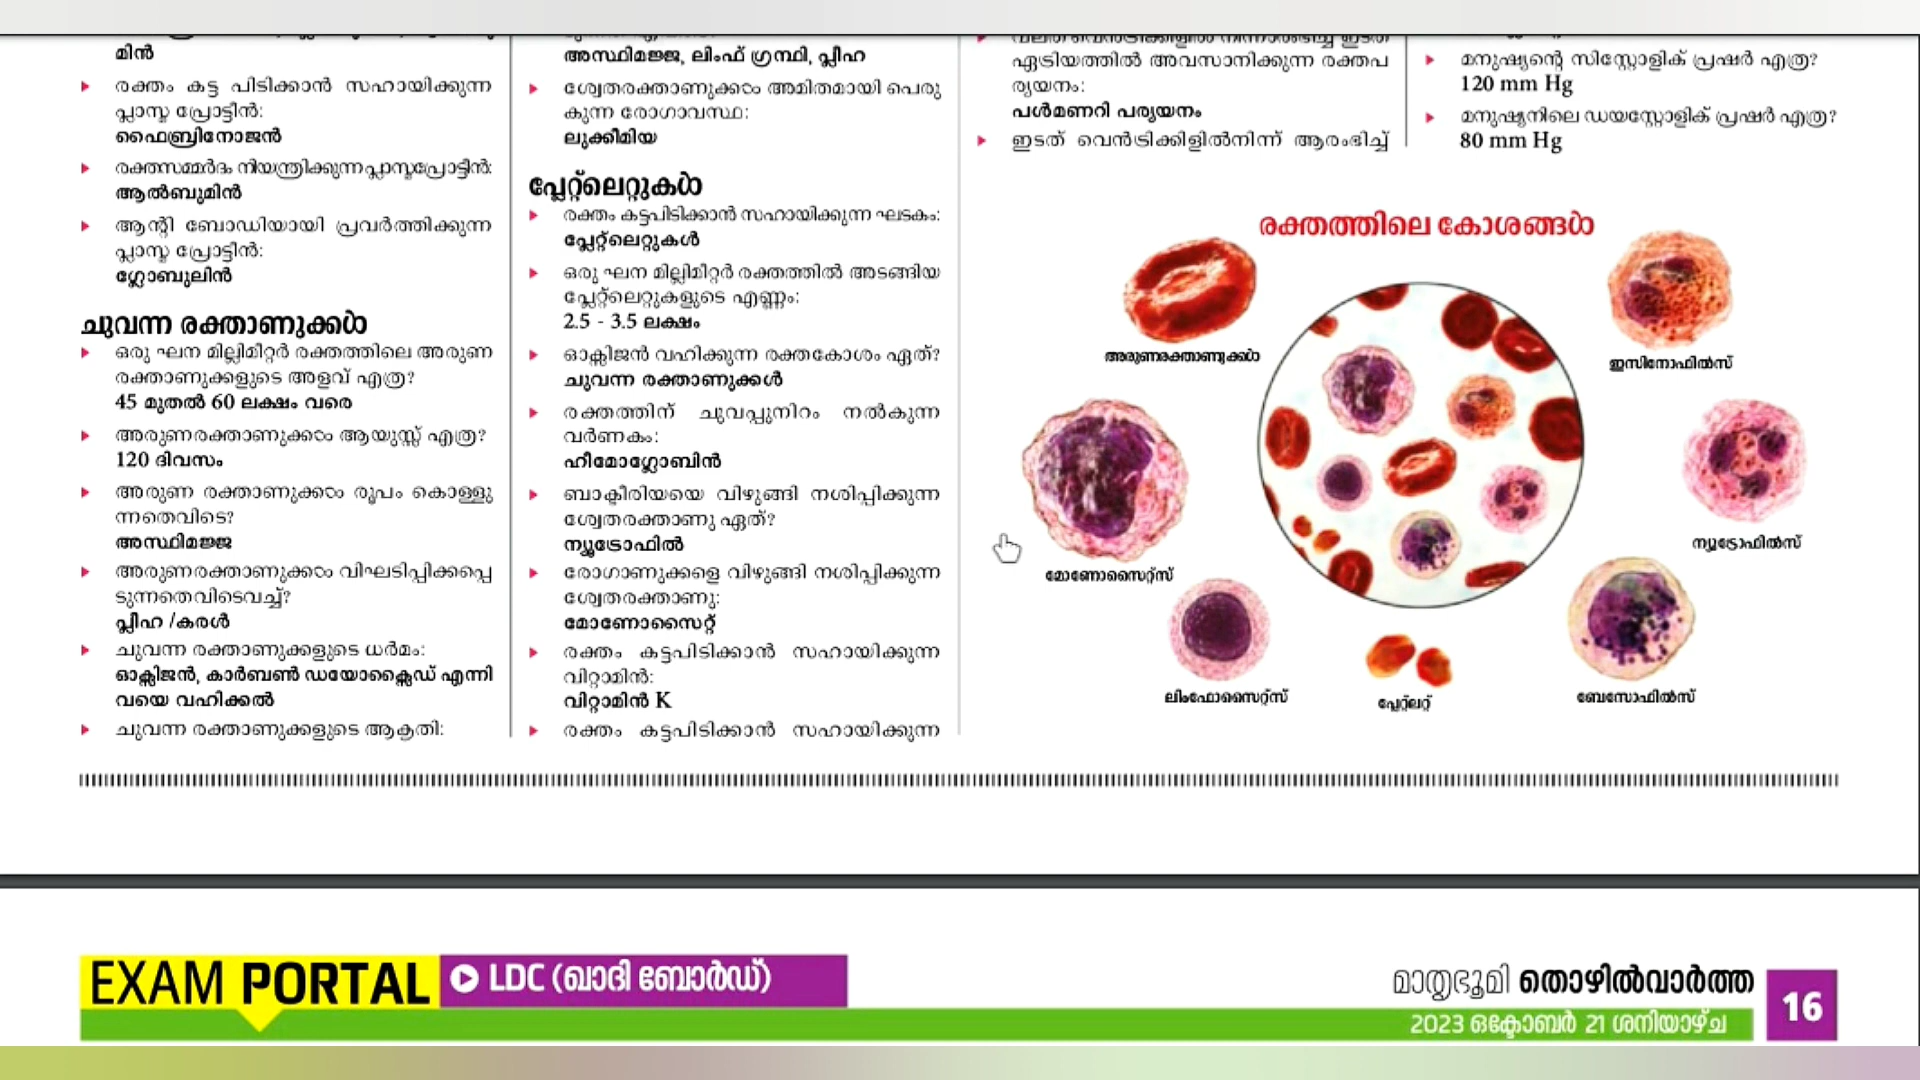 മിൻ
രക്തം കട്ട പിടിക്കാൻ സഹായിക്കുന്ന
പ്ലാസ്മ പ്രോട്ടീൻ:
ഫൈബ്രിനോജൻ
രക്തസമ്മർദം നിയന്ത്രിക്കുന്ന പ്ലാസ്മപ്രോട്ടീൻ:
ആൽബുമിൻ
ആന്റി ബോഡിയായി പ്രവർത്തിക്കുന്ന
പ്ലാസ്മ പ്രോട്ടീൻ:
ഗ്ലോബുലിൻ
ചുവന്ന രക്താണുക്കൾ
ഒരു ഘന മില്ലിമീറ്റർ രക്തത്തിലെ അരുണ
രക്താണുക്കളുടെ അളവ് എത്ര?
45 മുതൽ 60 ലക്ഷം വരെ
അരുണരക്താണുക്കൾ ആയുസ്സ് എത്ര?
120 ദിവസം
അരുണ രക്താണുക്കൾ രൂപം കൊള്ളു
ന്നതെവിടെ?
അസ്ഥിമജ്ജ
അരുണരക്താണുക്കൾ വിഘടിപ്പിക്കപ്പെ
ടുന്നതെവിടെവച്ച്?
പ്ലീഹ /കരൾ
ചുവന്ന രക്താണുക്കളുടെ ധർമം:
ഓക്സിജൻ, കാർബൺ ഡയോക്സൈഡ് എന്നി
വയെ വഹിക്കൽ
ചുവന്ന രക്താണുക്കളുടെ ആകൃതി:
അസ്ഥിമജ്ജ, ലിംഫ് ഗ്രന്ഥി, പ്ലീഹ
ശ്വേതരക്താണുക്കൾ അമിതമായി പെരു
കുന്ന രോഗാവസ്ഥ:
ലുക്കീമിയ
പ്ലേറ്റ്ലെറ്റുകൾ
രക്തം കട്ടപിടിക്കാൻ സഹായിക്കുന്ന ഘടകം:
പ്ലേറ്റ്ലെറ്റുകൾ
ഒരു ഘന മില്ലിമീറ്റർ രക്തത്തിൽ അടങ്ങിയ
പ്ലേറ്റ്ലെറ്റുകളുടെ എണ്ണം:
2.5 - 3.5 ലക്ഷം
ഓക്സിജൻ വഹിക്കുന്ന രക്തകോശം ഏത്?
ചുവന്ന രക്താണുക്കൾ
രക്തത്തിന് ചുവപ്പുനിറം നൽകുന്ന
വർണകം:
ഹീമോഗ്ലോബിൻ
ബാക്ടീരിയയെ വിഴുങ്ങി നശിപ്പിക്കുന്ന
ശ്വേതരക്താണു ഏത്?
ന്യൂട്രോഫിൽ
രോഗാണുക്കളെ വിഴുങ്ങി നശിപ്പിക്കുന്ന
ശ്വേതരക്താണു:
മോണോസൈറ്റ്
രക്തം കട്ടപിടിക്കാൻ സഹായിക്കുന്ന
വിറ്റാമിൻ:
വിറ്റാമിൻ K
രക്തം കട്ടപിടിക്കാൻ സഹായിക്കുന്ന
വലത് വെൻട്രിക്കിളിൽ നിന്നാരംഭിച്ച് ഇടത്
ഏട്രിയത്തിൽ അവസാനിക്കുന്ന രക്തപ
ര്യയനം:
പൾമണറി പര്യയനം
ഇടത് വെൻട്രിക്കിളിൽനിന്ന് ആരംഭിച്ച്
മനുഷ്യന്റെ സിസ്റ്റോളിക് പ്രഷർ എത്ര?
120 mm Hg
മനുഷ്യനിലെ ഡയസ്റ്റോളിക് പ്രഷർ എത്ര?
80 mm Hg
രക്തത്തിലെ കോശങ്ങൾ
അരുണരക്താണുക്കൾ
ഇസിനോഫിൽസ്
ന്യൂട്രോഫിൽസ്
മോണോസൈറ്റ്സ്
ലിംഫോസൈറ്റ്സ്
പ്ലേറ്റ്ലറ്റ്
ബേസോഫിൽസ്
EXAM PORTAL LDC (ഖാദി ബോർഡ്)
മാതൃഭൂമി തൊഴിൽവാർത്ത
16
2023 ഒക്ടോബർ 21 ശനിയാഴ്ച